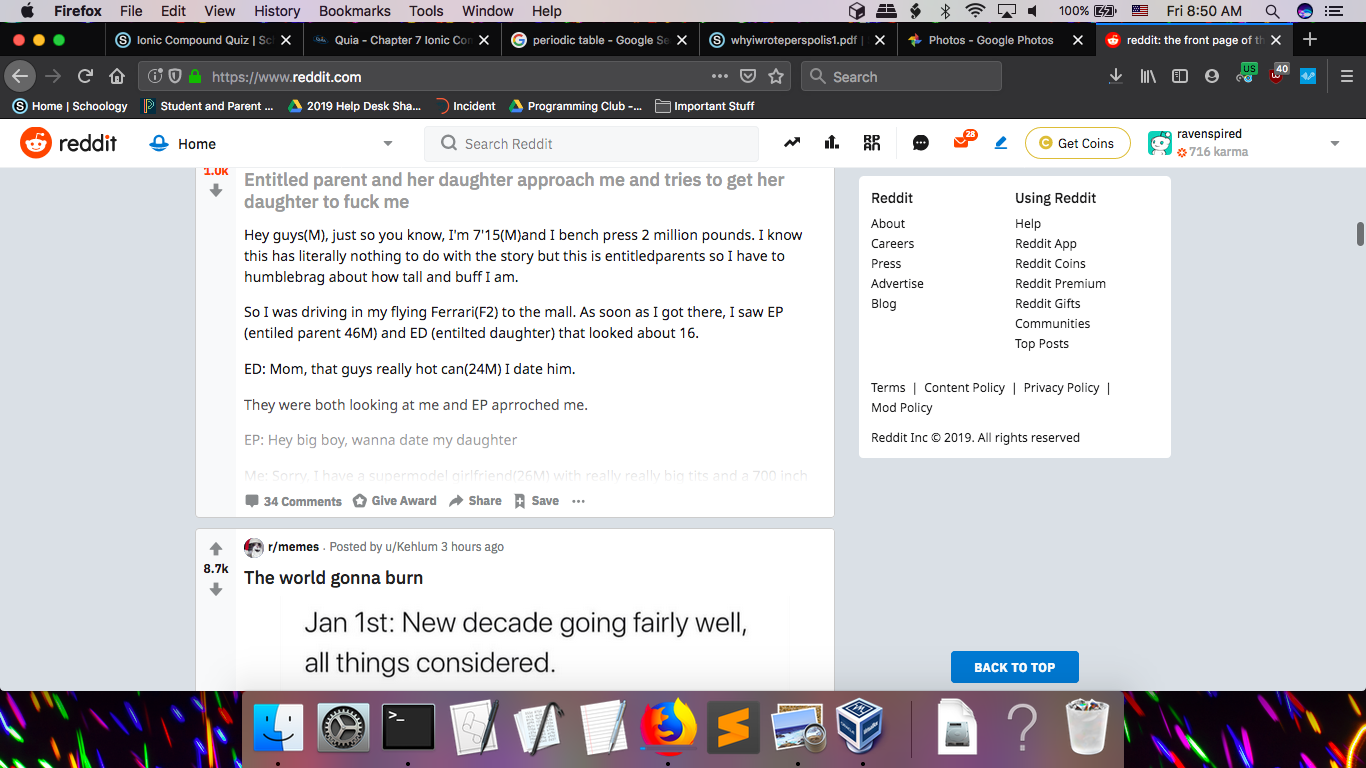 Firefox File Edit View History Bookmarks Tools Window Help 100% Fri 8:50 AM
Ionic Compound Quiz | Sc Quia - Chapter 7 Ionic Con periodic table - Google Se whyiwroteperspolis1.pdf | Photos - Google Photos reddit: the front page of th
https://www.reddit.com Search US 40
Home | Schoology Student and Parent ... 2019 Help Desk Sha... Incident Programming Club -... Important Stuff
reddit Home Search Reddit 28 Get Coins ravenspired
716 karma
1.0k
Entitled parent and her daughter approach me and tries to get her
daughter to fuck me
Hey guys(M), just so you know, I'm 7'15(M)and I bench press 2 million pounds. I know
this has literally nothing to do with the story but this is entitledparents so I have to
humblebrag about how tall and buff I am.
So I was driving in my flying Ferrari(F2) to the mall. As soon as I got there, I saw EP
(entiled parent 46M) and ED (entilted daughter) that looked about 16.
ED: Mom, that guys really hot can(24M) I date him.
They were both looking at me and EP aprroched me.
EP: Hey big boy, wanna date my daughter
Me: Sorry, I have a supermodel girlfriend(26M) with really really big tits and a 700 inch
34 Comments Give Award Share Save ...
r/memes · Posted by u/Kehlum 3 hours ago
8.7k
The world gonna burn
Jan 1st: New decade going fairly well,
all things considered.
Reddit Using Reddit
About Help
Careers Reddit App
Press Reddit Coins
Advertise Reddit Premium
Blog Reddit Gifts
Communities
Top Posts
Terms | Content Policy | Privacy Policy |
Mod Policy
Reddit Inc © 2019. All rights reserved
BACK TO TOP
>_